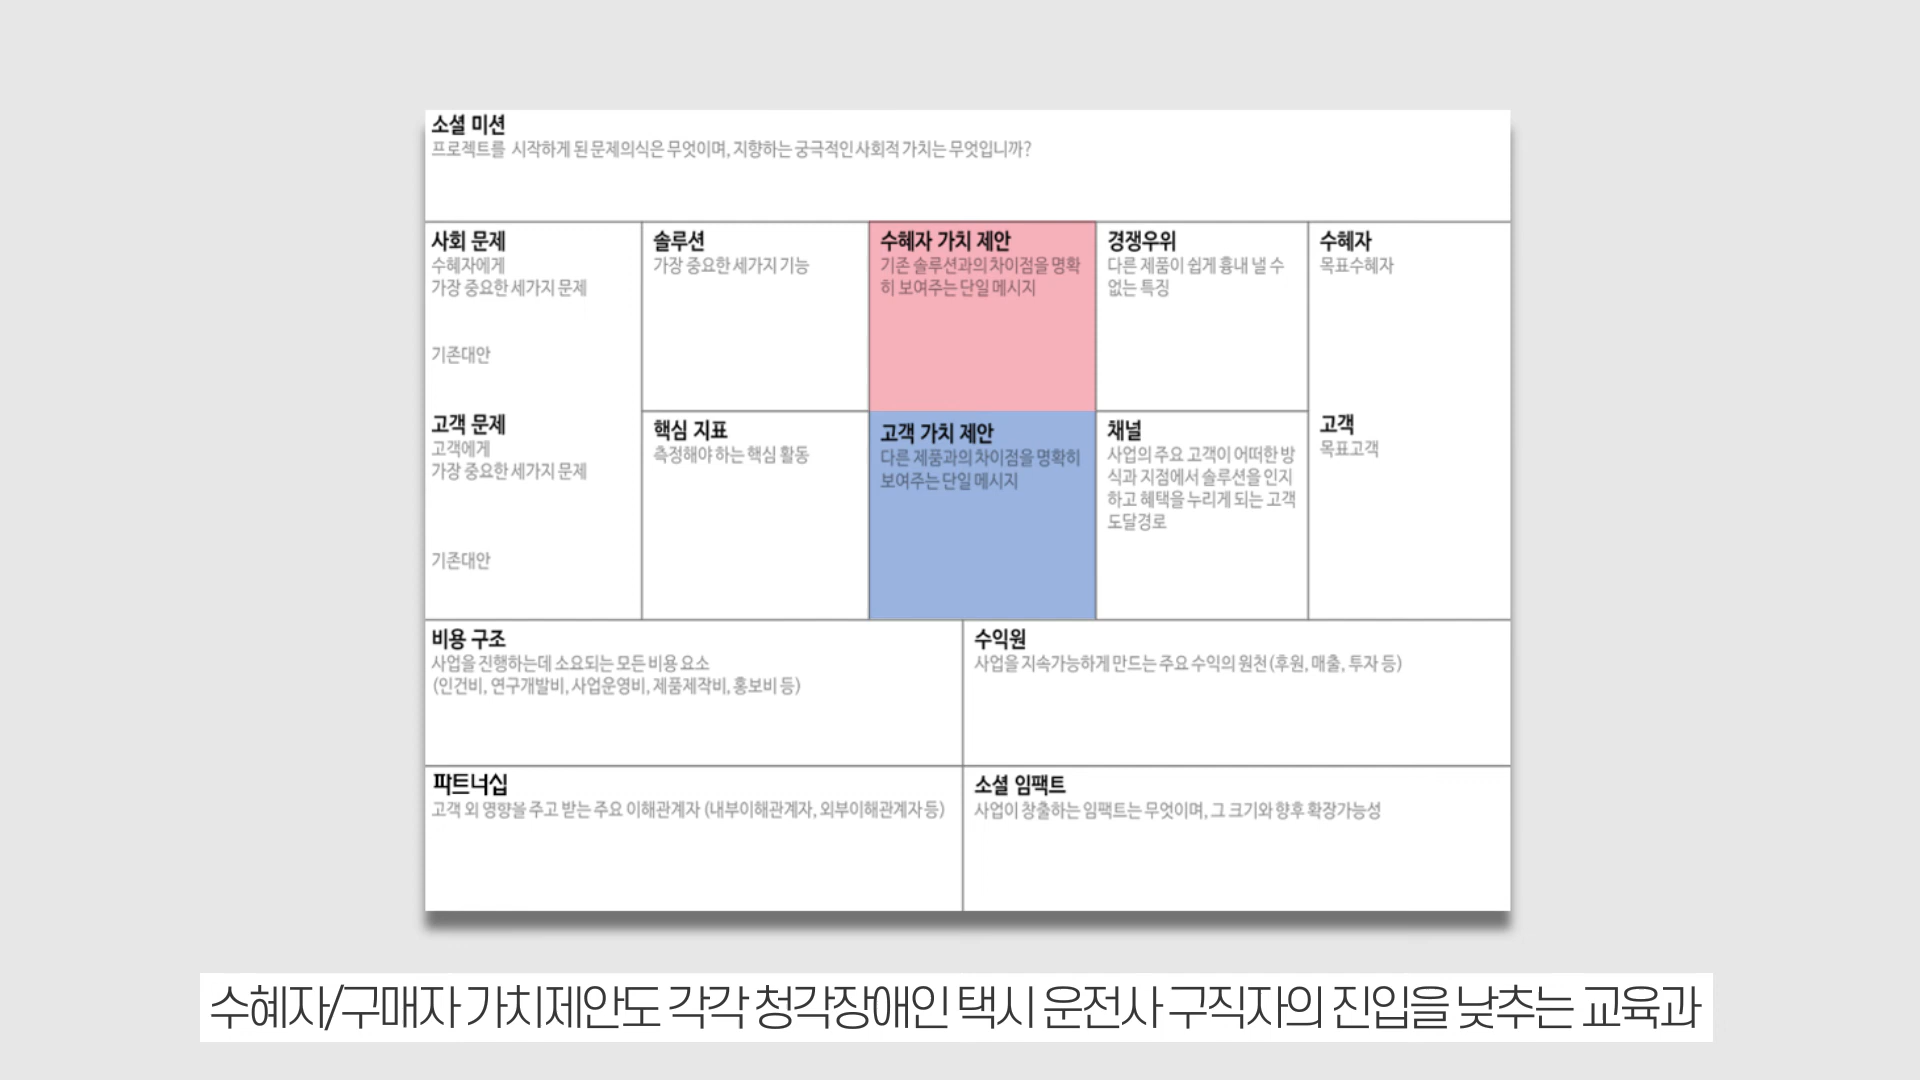 소셜 미션
프로젝트를 시작하게 된 문제의식은 무엇이며, 지향하는 궁극적인 사회적 가치는 무엇입니까?
사회 문제
수혜자에게
가장 중요한 세가지 문제
기존대안
고객 문제
고객에게
가장 중요한 세가지 문제
기존대안
솔루션
가장 중요한 세가지 기능
핵심 지표
측정해야 하는 핵심 활동
수혜자 가치 제안
기존 솔루션과의 차이점을 명확
히 보여주는 단일 메시지
고객 가치 제안
다른 제품과의 차이점을 명확히
보여주는 단일 메시지
경쟁우위
다른 제품이 쉽게 흉내 낼 수
없는 특징
채널
사업의 주요 고객이 어떠한 방
식과 지점에서 솔루션을 인지
하고 혜택을 누리게 되는 고객
도달경로
수혜자
목표수혜자
고객
목표고객
비용 구조
사업을 진행하는데 소요되는 모든 비용 요소
(인건비, 연구개발비, 사업운영비, 제품제작비, 홍보비 등)
수익원
사업을 지속가능하게 만드는 주요 수익의 원천(후원, 매출, 투자 등)
파트너십
고객 외 영향을 주고 받는 주요 이해관계자 (내부이해관계자, 외부이해관계자 등)
소셜 임팩트
사업이 창출하는 임팩트는 무엇이며, 그 크기와 향후 확장가능성
수혜자/구매자 가치제안도 각각 청각장애인 택시 운전사 구직자의 진입을 낮추는 교육과